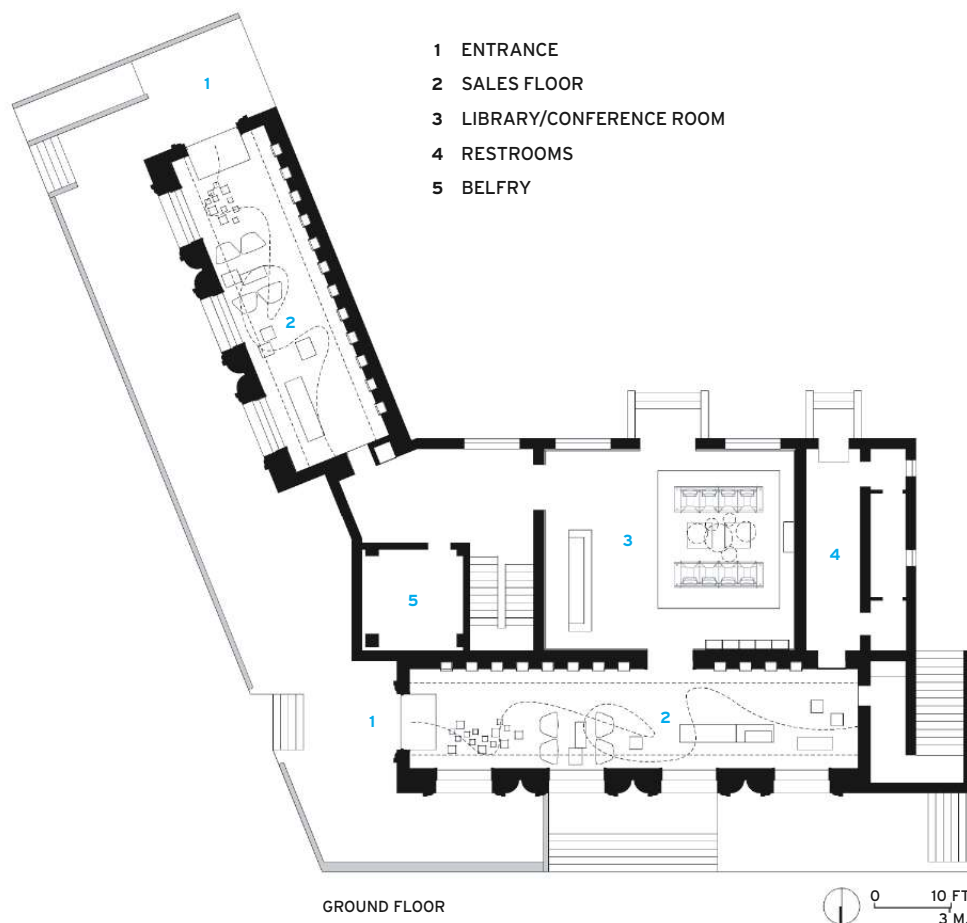 1 ENTRANCE
2 SALES FLOOR
3 LIBRARY/CONFERENCE ROOM
4 RESTROOMS
5 BELFRY
1
2
3
4
5
1
2
GROUND FLOOR
0 10 FT
3 M.